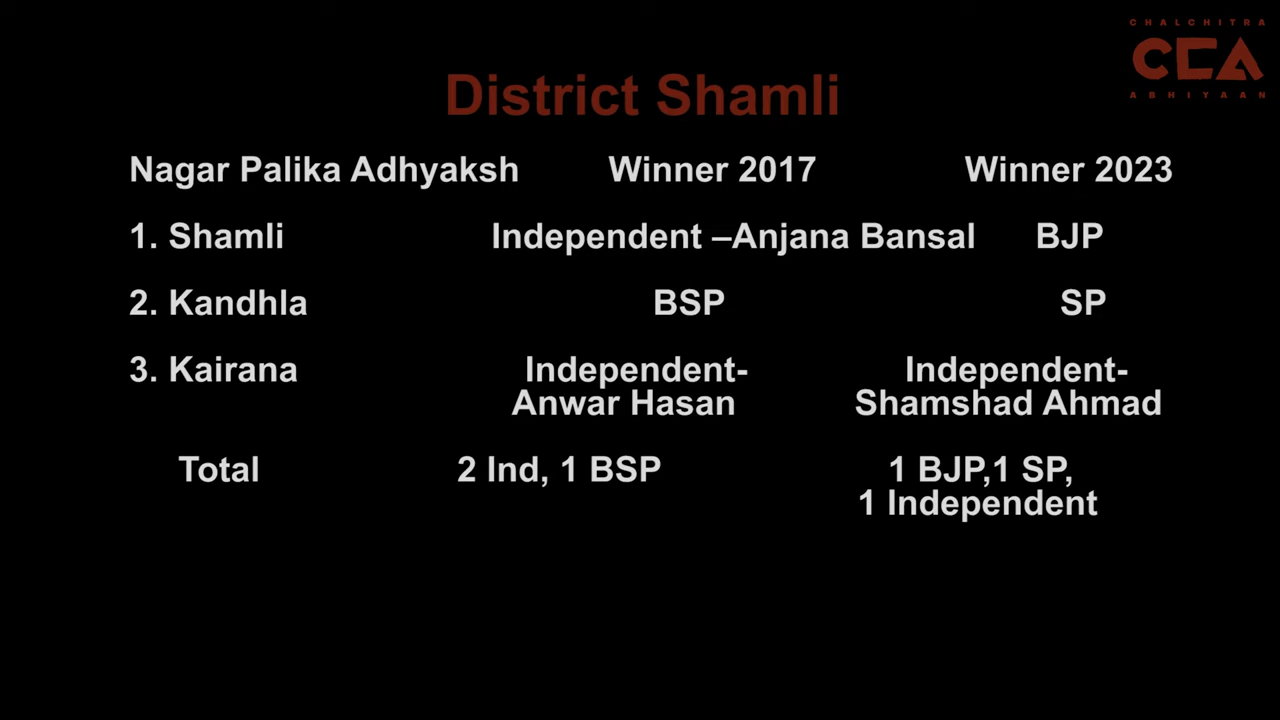 CHALCHITRA
CCA
ABHIYAAN
District Shamli
Nagar Palika Adhyaksh Winner 2017 Winner 2023
1. Shamli Independent –Anjana Bansal BJP
2. Kandhla BSP SP
3. Kairana Independent- Independent-
Anwar Hasan Shamshad Ahmad
Total 2 Ind, 1 BSP 1 BJP,1 SP,
1 Independent